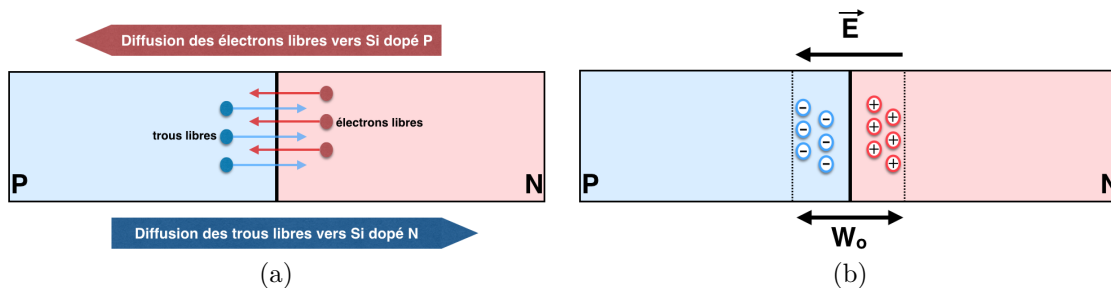 Diffusion des électrons libres vers Si dopé P
trous libres
électrons libres
P
N
Diffusion des trous libres vers Si dopé N
(a)
E
- - - - - -
+ + + + + + +
P
N
Wo
(b)